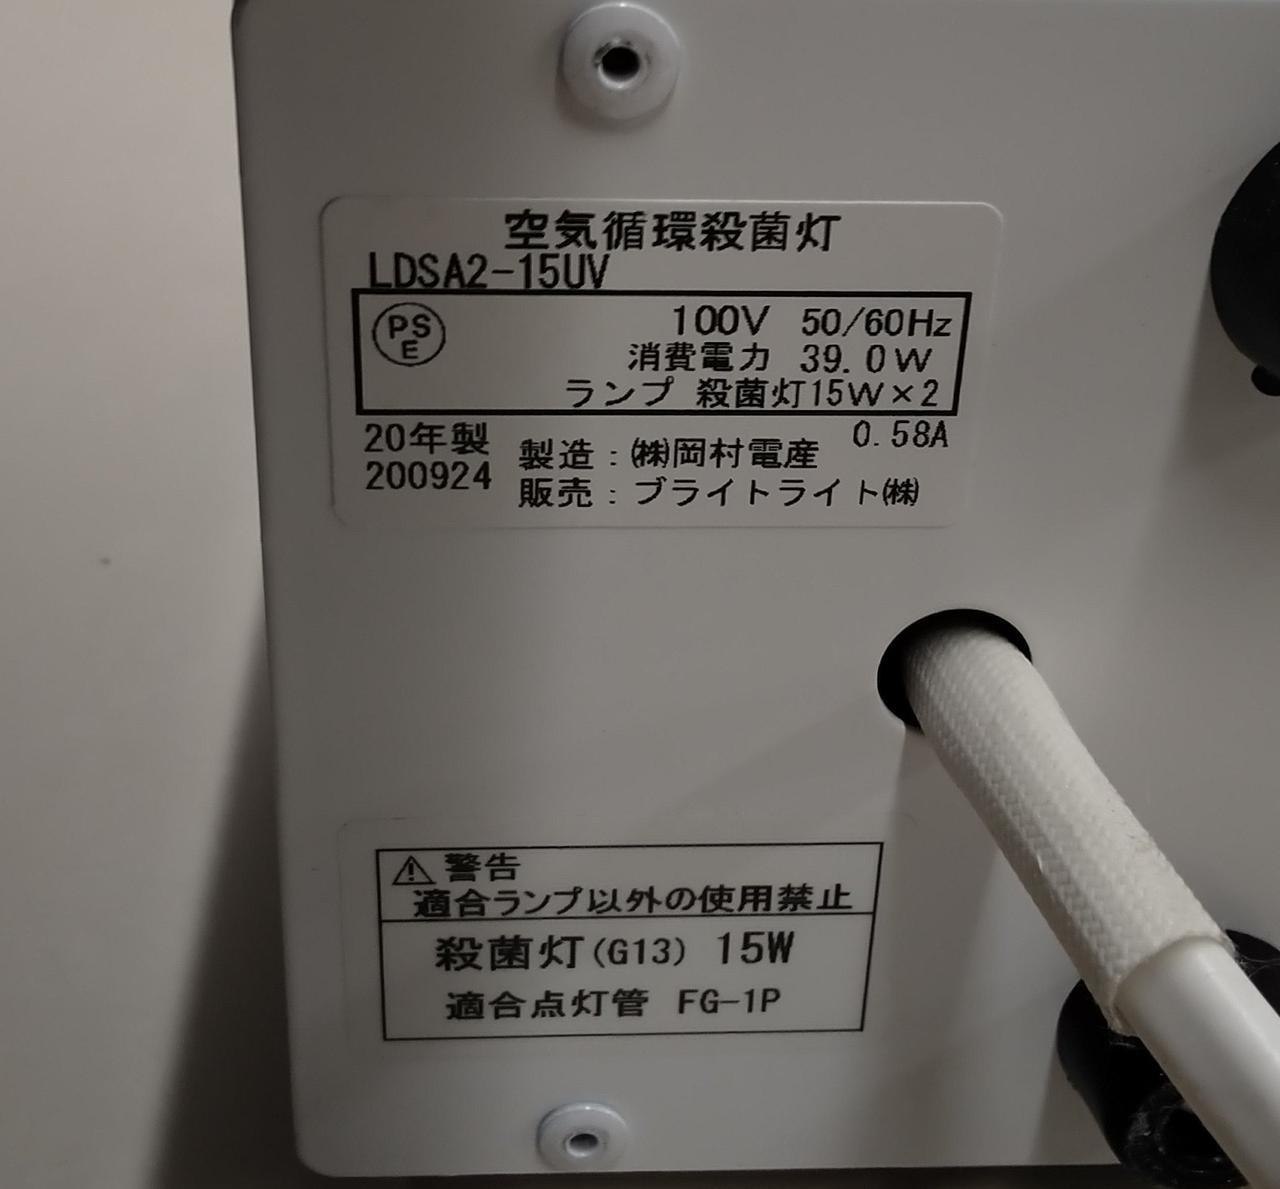 空気循環殺菌灯
LDSA2-15UV
PSE
100V 50/60Hz
消費電力 39.0W
ランプ 殺菌灯15W×2
0.58A
20年製
200924
製造：㈱岡村電産
販売：ブライトライト㈱
⚠警告
適合ランプ以外の使用禁止
殺菌灯(G13) 15W
適合点灯管 FG-1P